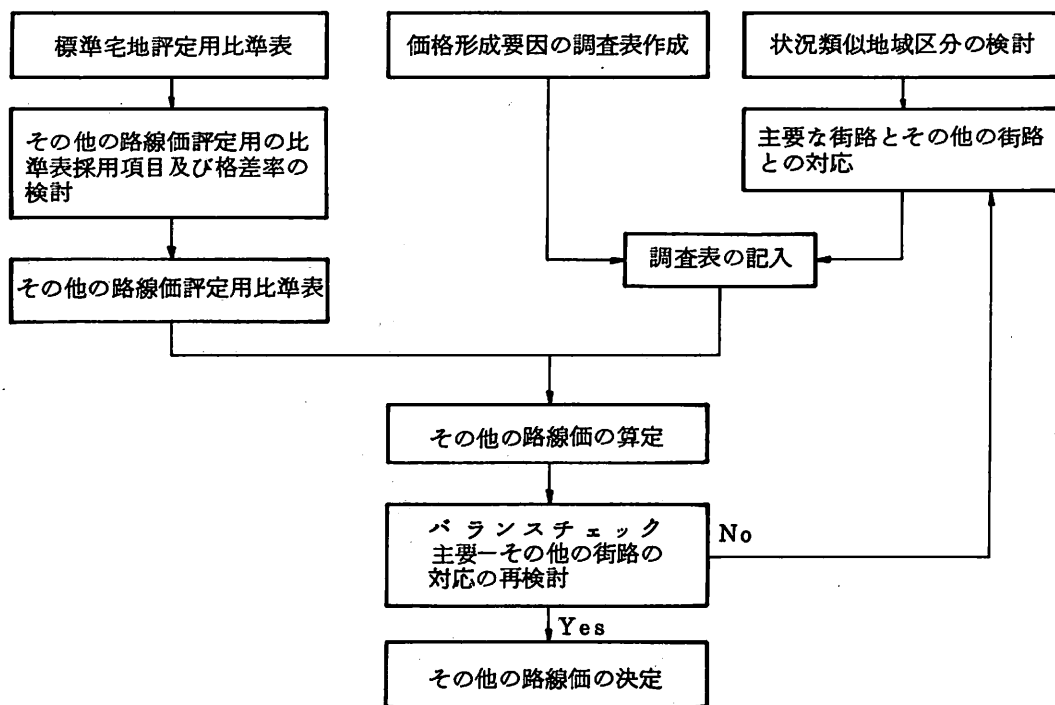 標準宅地評定用比準表
価格形成要因の調査表作成
状況類似地域区分の検討
その他の路線価評定用の比
準表採用項目及び格差率の
検討
主要な街路とその他の街路
との対応
調査表の記入
その他の路線価評定用比準表
その他の路線価の算定
バランスチェック
主要ーその他の街路の
対応の再検討
No
Yes
その他の路線価の決定